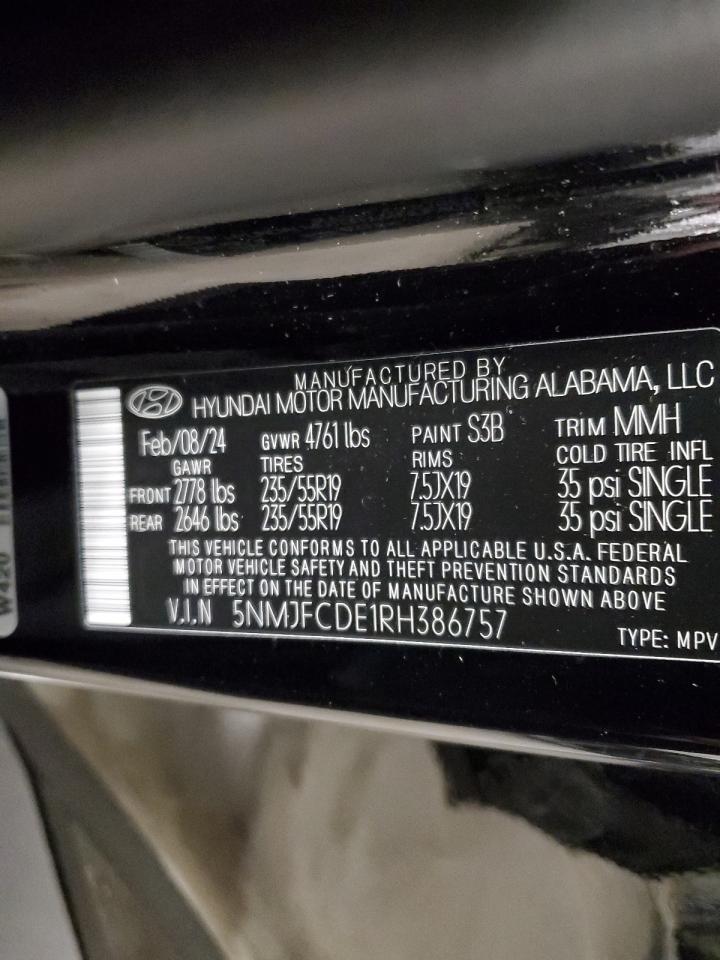 MANUFACTURED BY
HYUNDAI MOTOR MANUFACTURING ALABAMA, LLC
Feb/08/24 GVWR 4761 lbs PAINT S3B TRIM MMH
GAWR TIRES RIMS COLD TIRE INFL
FRONT 2778 lbs 235/55R19 7.5JX19 35 psi SINGLE
REAR 2646 lbs 235/55R19 7.5JX19 35 psi SINGLE
THIS VEHICLE CONFORMS TO ALL APPLICABLE U.S.A. FEDERAL
MOTOR VEHICLE SAFETY AND THEFT PREVENTION STANDARDS
IN EFFECT ON THE DATE OF MANUFACTURE SHOWN ABOVE
V.I.N 5NMJFCDE1RH386757
TYPE: MPV
W420